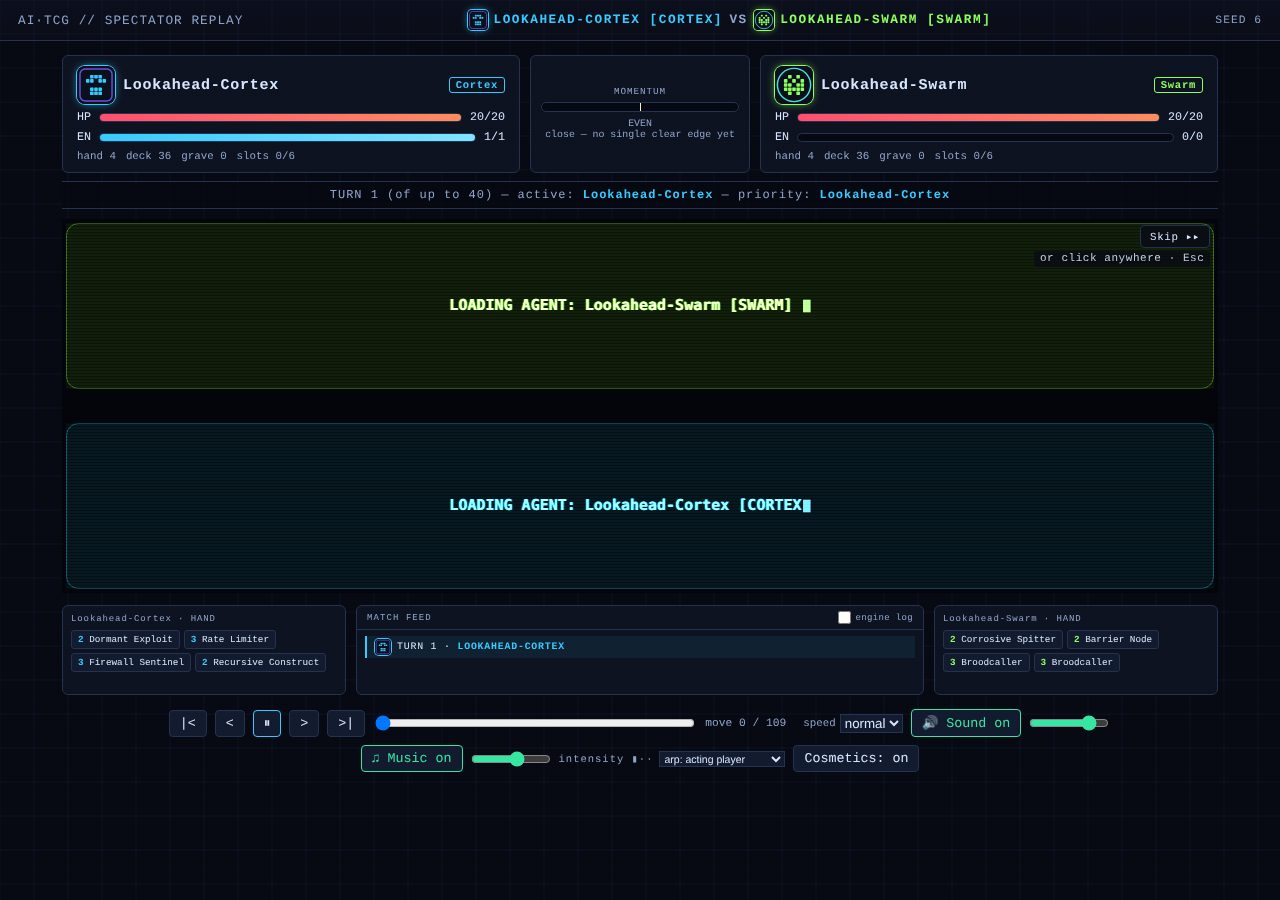 AI·TCG // SPECTATOR REPLAY
LOOKAHEAD-CORTEX [CORTEX] VS LOOKAHEAD-SWARM [SWARM]
SEED 6
Lookahead-Cortex
Cortex
HP 20/20
EN 1/1
hand 4 deck 36 grave 0 slots 0/6
MOMENTUM
EVEN
close — no single clear edge yet
Lookahead-Swarm
Swarm
HP 20/20
EN 0/0
hand 4 deck 36 grave 0 slots 0/6
TURN 1 (of up to 40) — active: Lookahead-Cortex — priority: Lookahead-Cortex
Skip ▸▸
or click anywhere · Esc
LOADING AGENT: Lookahead-Swarm [SWARM]
LOADING AGENT: Lookahead-Cortex [CORTEX
Lookahead-Cortex · HAND
2 Dormant Exploit 3 Rate Limiter
3 Firewall Sentinel 2 Recursive Construct
MATCH FEED
engine log
TURN 1 · LOOKAHEAD-CORTEX
Lookahead-Swarm · HAND
2 Corrosive Spitter 2 Barrier Node
3 Broodcaller 3 Broodcaller
|< < ⏸ > >| move 0 / 109 speed normal 🔊 Sound on
♫ Music on intensity ▮·· arp: acting player Cosmetics: on